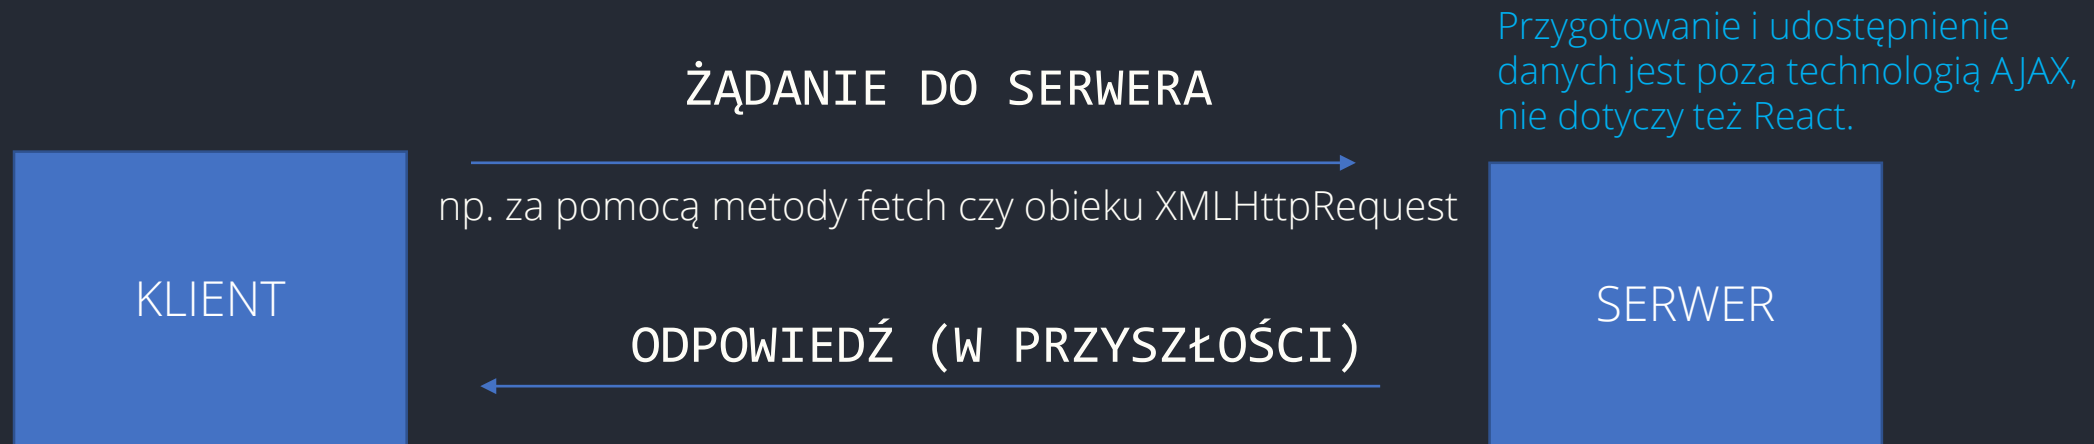 Przygotowanie i udostępnienie
danych jest poza technologią AJAX,
nie dotyczy też React.
ŻĄDANIE DO SERWERA
np. za pomocą metody fetch czy obieku XMLHttpRequest
KLIENT
SERWER
ODPOWIEDŹ (W PRZYSZŁOŚCI)